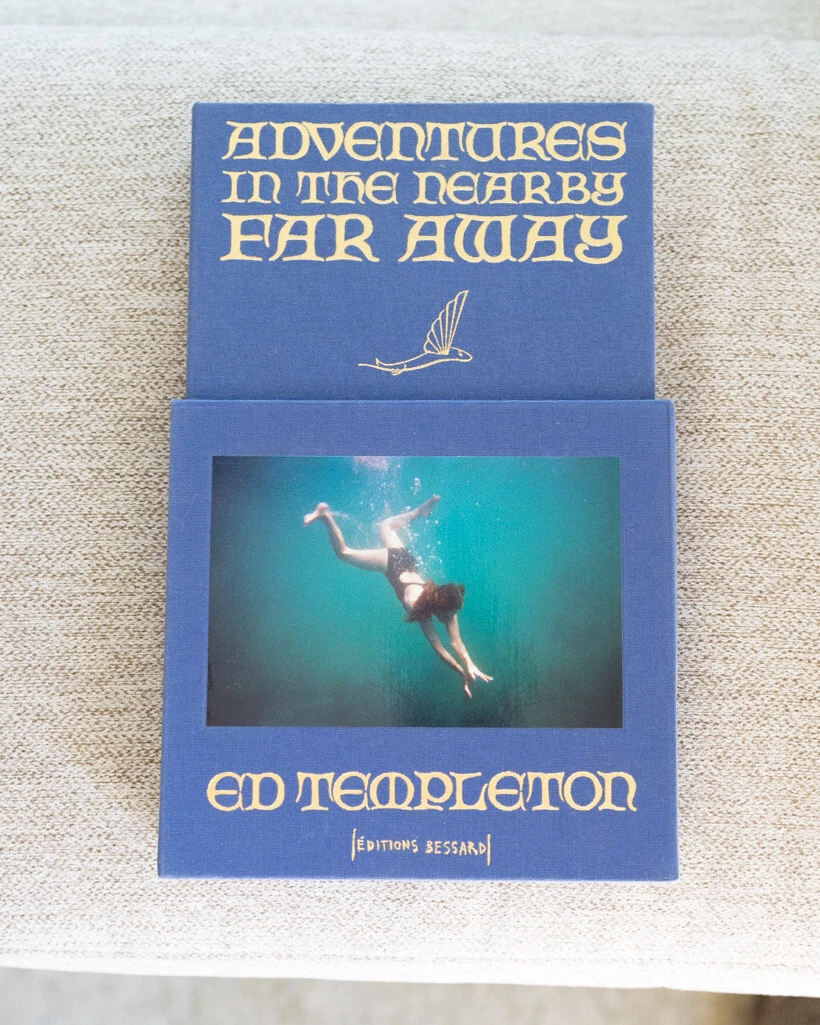 ADVENTURES
IN THE NEARBY
FAR AWAY
ED TEMPLETON
|ÉDITIONS BESSARD|